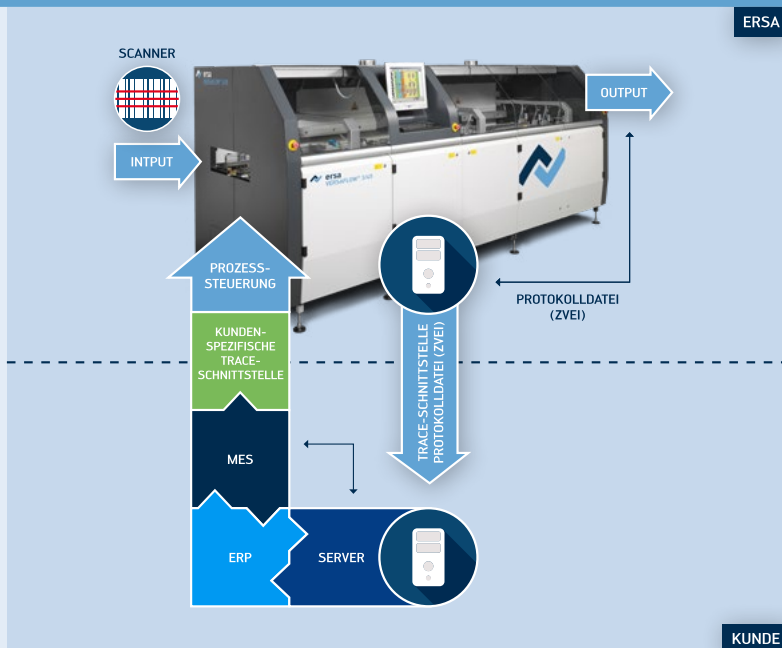 ERSA
SCANNER
OUTPUT
INTPUT
ersa
VERSAFLOW
PROZESS-
STEUERUNG
PROTOKOLLDATEI
(ZVEI)
KUNDEN-
SPEZIFISCHE
TRACE-
SCHNITTSTELLE
TRACE-SCHNITTSTELLE
PROTOKOLLDATEI (ZVEI)
MES
ERP
SERVER
KUNDE